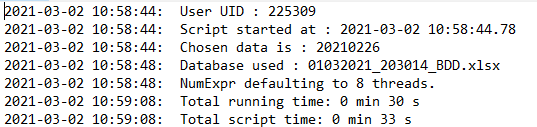 2021-03-02 10:58:44: User UID : 225309
2021-03-02 10:58:44: Script started at : 2021-03-02 10:58:44.78
2021-03-02 10:58:44: Chosen data is : 20210226
2021-03-02 10:58:48: Database used : 01032021_203014_BDD.xlsx
2021-03-02 10:58:48: NumExpr defaulting to 8 threads.
2021-03-02 10:59:08: Total running time: 0 min 30 s
2021-03-02 10:59:08: Total script time: 0 min 33 s